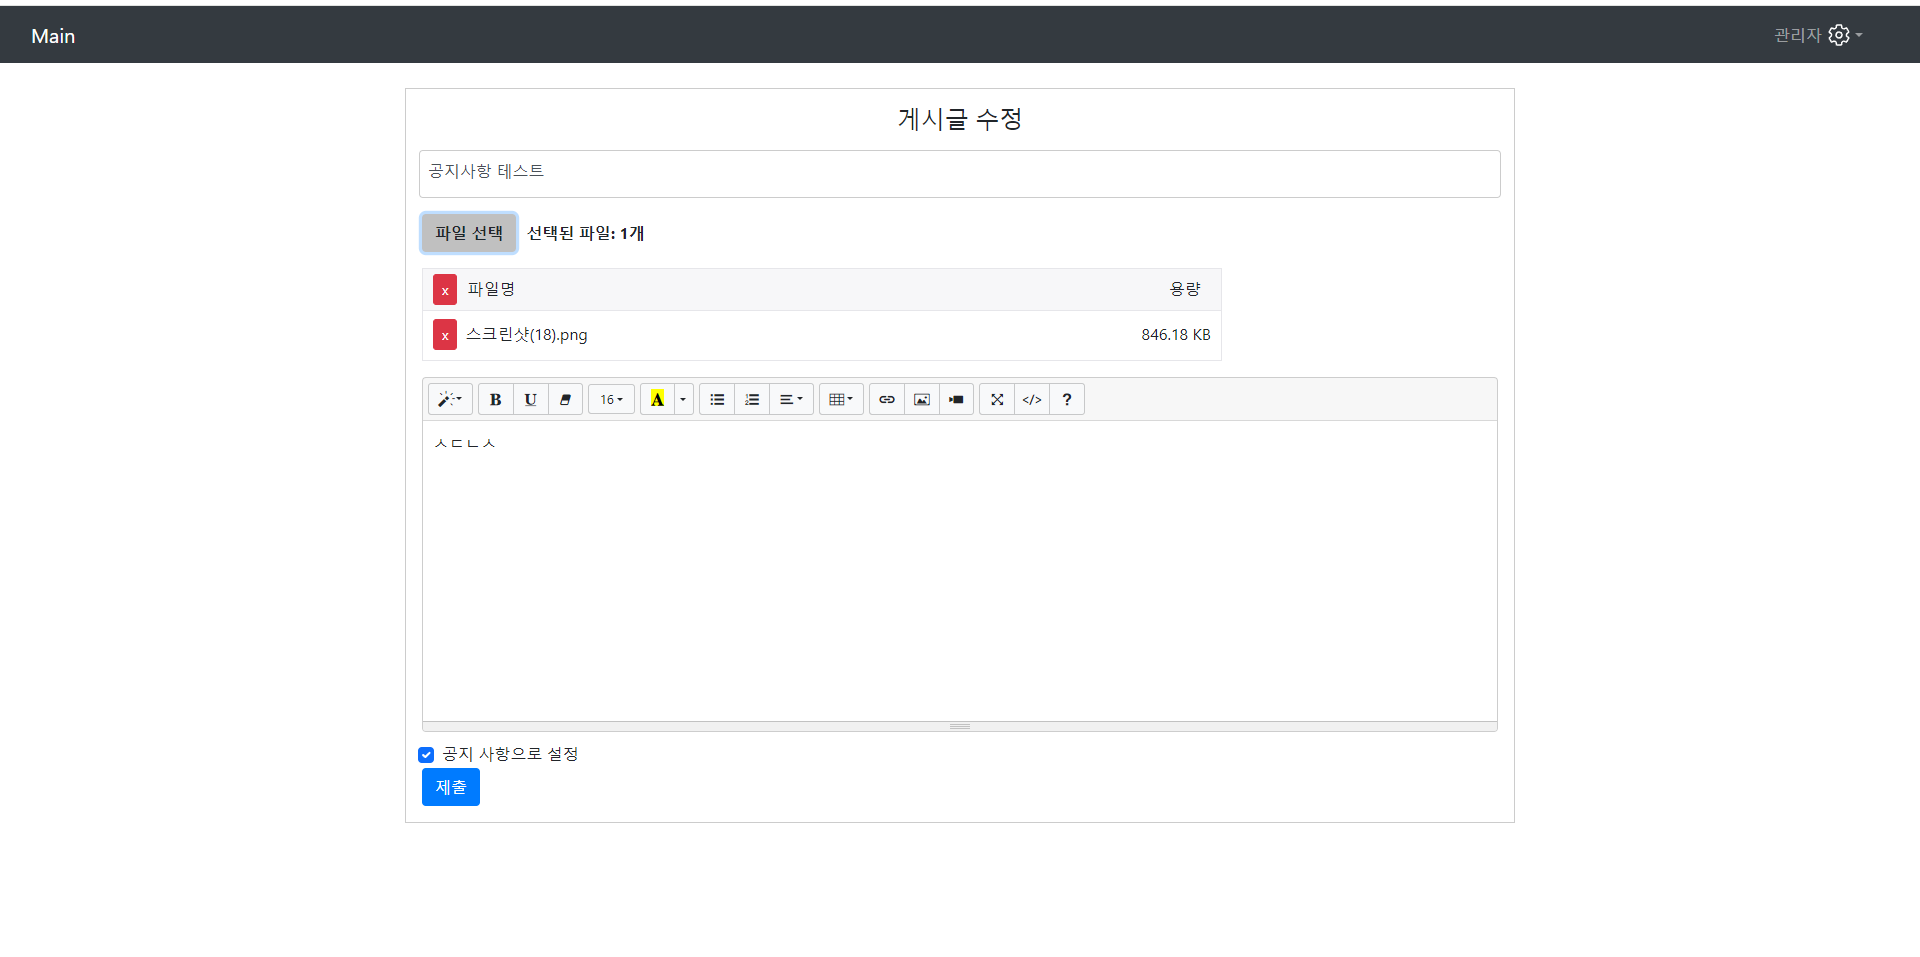 Main
관리자
게시글 수정
공지사항 테스트
파일 선택 선택된 파일: 1개
x 파일명 용량
x 스크린샷(18).png 846.18 KB
B U 16 A </> ?
ㅅㄷㄴㅅ
공지 사항으로 설정
제출